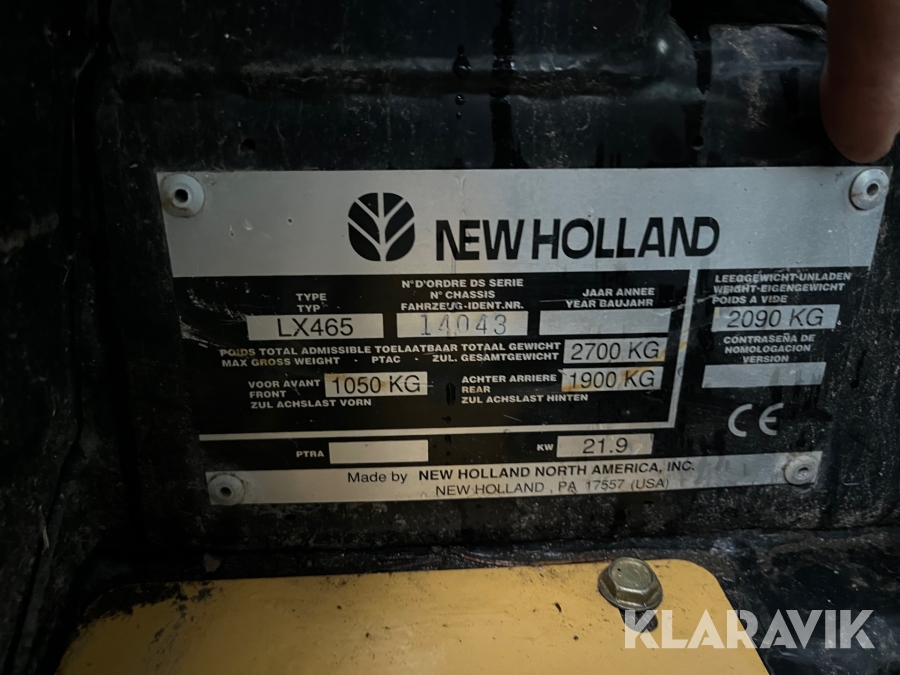 NEW HOLLAND
TYPE
TYP
LX465
N°D'ORDRE DS SERIE
N° CHASSIS
FAHRZEUG-IDENT.NR.
14043
JAAR ANNEE
YEAR BAUJAHR
LEEGGEWICHT-UNLADEN
WEIGHT-EIGENGEWICHT
POIDS A VIDE
2090 KG
POIDS TOTAL ADMISSIBLE TOELAATBAAR TOTAAL GEWICHT
MAX GROSS WEIGHT - PTAC - ZUL. GESAMTGEWICHT
2700 KG
CONTRASEÑA DE
HOMOLOGACION
VERSION
VOOR AVANT
FRONT
ZUL ACHSLAST VORN
1050 KG
ACHTER ARRIERE
REAR
ZUL ACHSLAST HINTEN
1900 KG
CE
PTRA
KW
21.9
Made by NEW HOLLAND NORTH AMERICA, INC.
NEW HOLLAND , PA 17557 (USA)
KLARAVIK